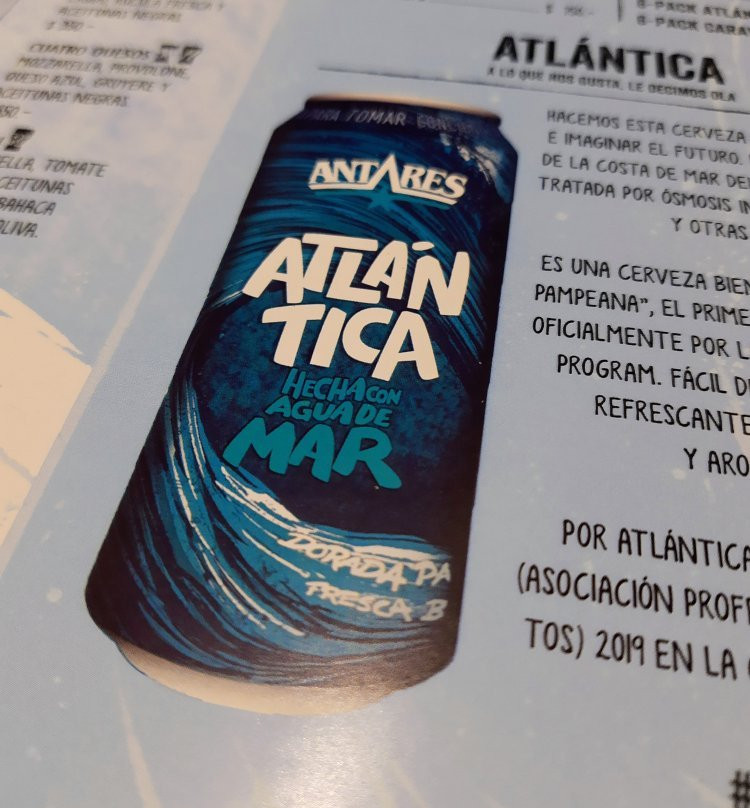 $ 350 -
CUATRO QUESOS
MOZZARELLA, PROVOLONE,
QUESO AZUL, GRUYERE Y
ACEITUNAS NEGRAS.
TOMATE
ACEITUNAS
OLIVA.
6-PACK
6-PACK
ATLÁNTICA
A LO QUE NOS GUSTA, LE DECIMOS OLA
HACEMOS ESTA CERVEZA
E IMAGINAR EL FUTURO.
DE LA COSTA DE MAR DEL
TRATADA POR ÓSMOSIS IN
Y OTRAS
ES UNA CERVEZA BIEN
PAMPEANA", EL PRIME
OFICIALMENTE POR L
PROGRAM. FÁCIL D
REFRESCANTE
Y ARO
POR ATLÁNTICA
(ASOCIACIÓN PROF
TOS) 2019 EN LA
#
PARA TOMAR
ANTARES
ATLÁN
TICA
HECHA CON
AGUA DE
MAR
DORADA PA
FRESCA B